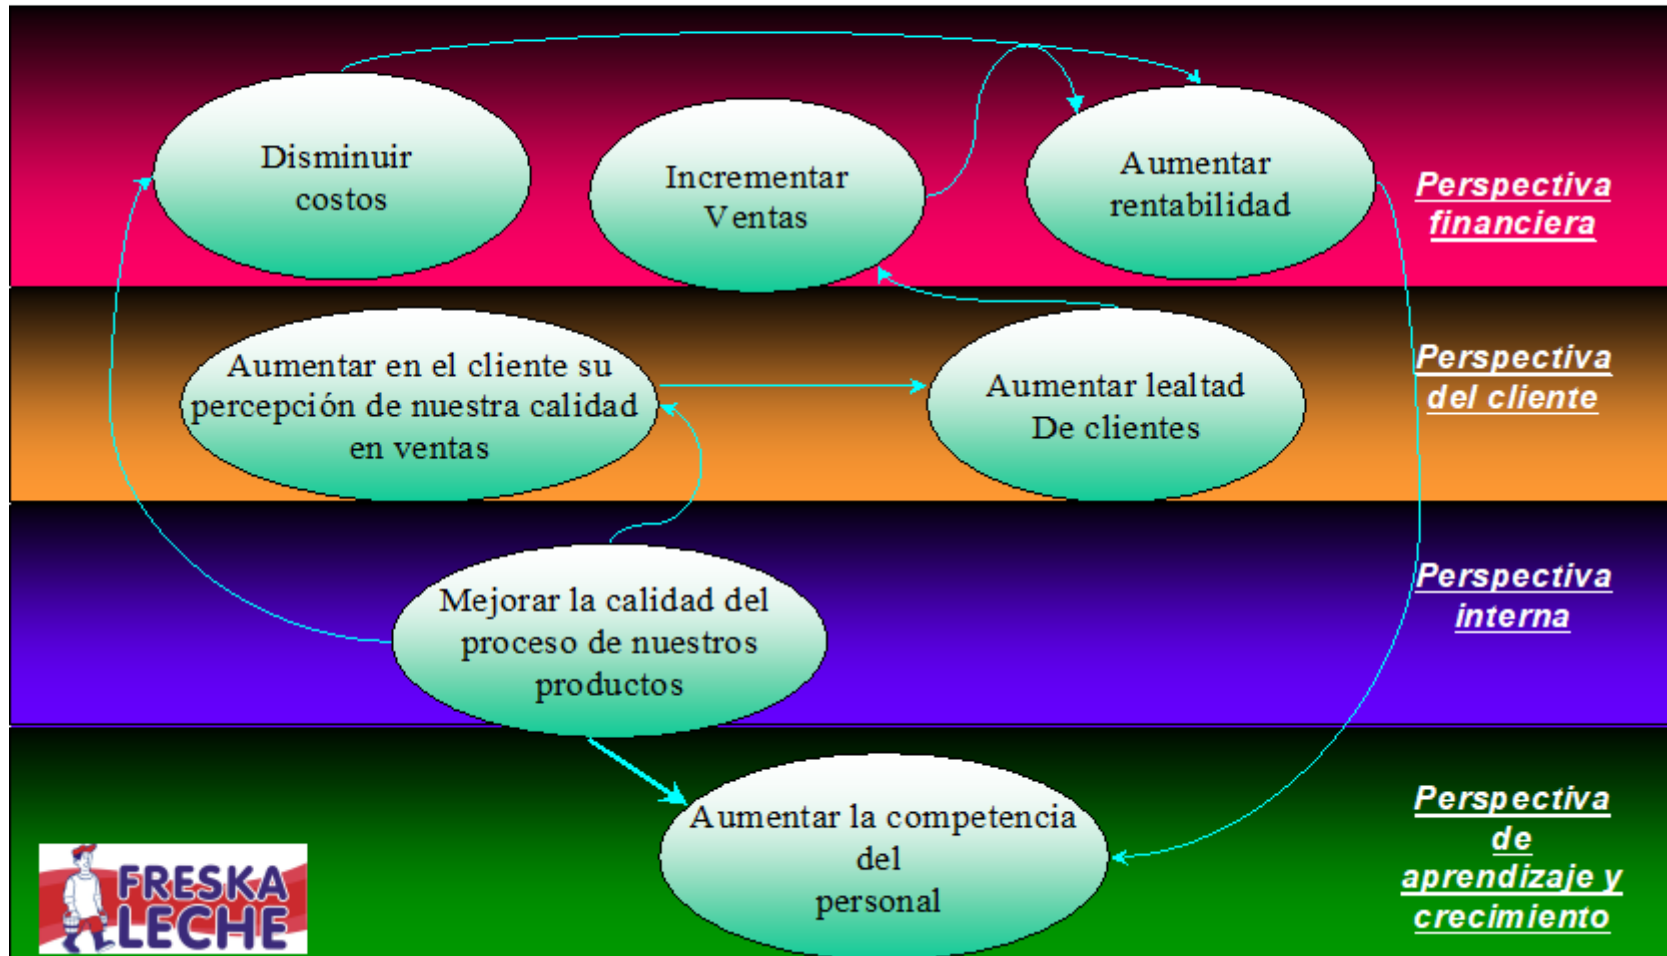 Disminuir
costos
Incrementar
Ventas
Aumentar
rentabilidad
Perspectiva
financiera
Aumentar en el cliente su
percepción de nuestra calidad
en ventas
Aumentar lealtad
De clientes
Perspectiva
del cliente
Mejorar la calidad del
proceso de nuestros
productos
Perspectiva
interna
Aumentar la competencia
del
personal
Perspectiva
de
aprendizaje y
crecimiento
FRESKA
LECHE